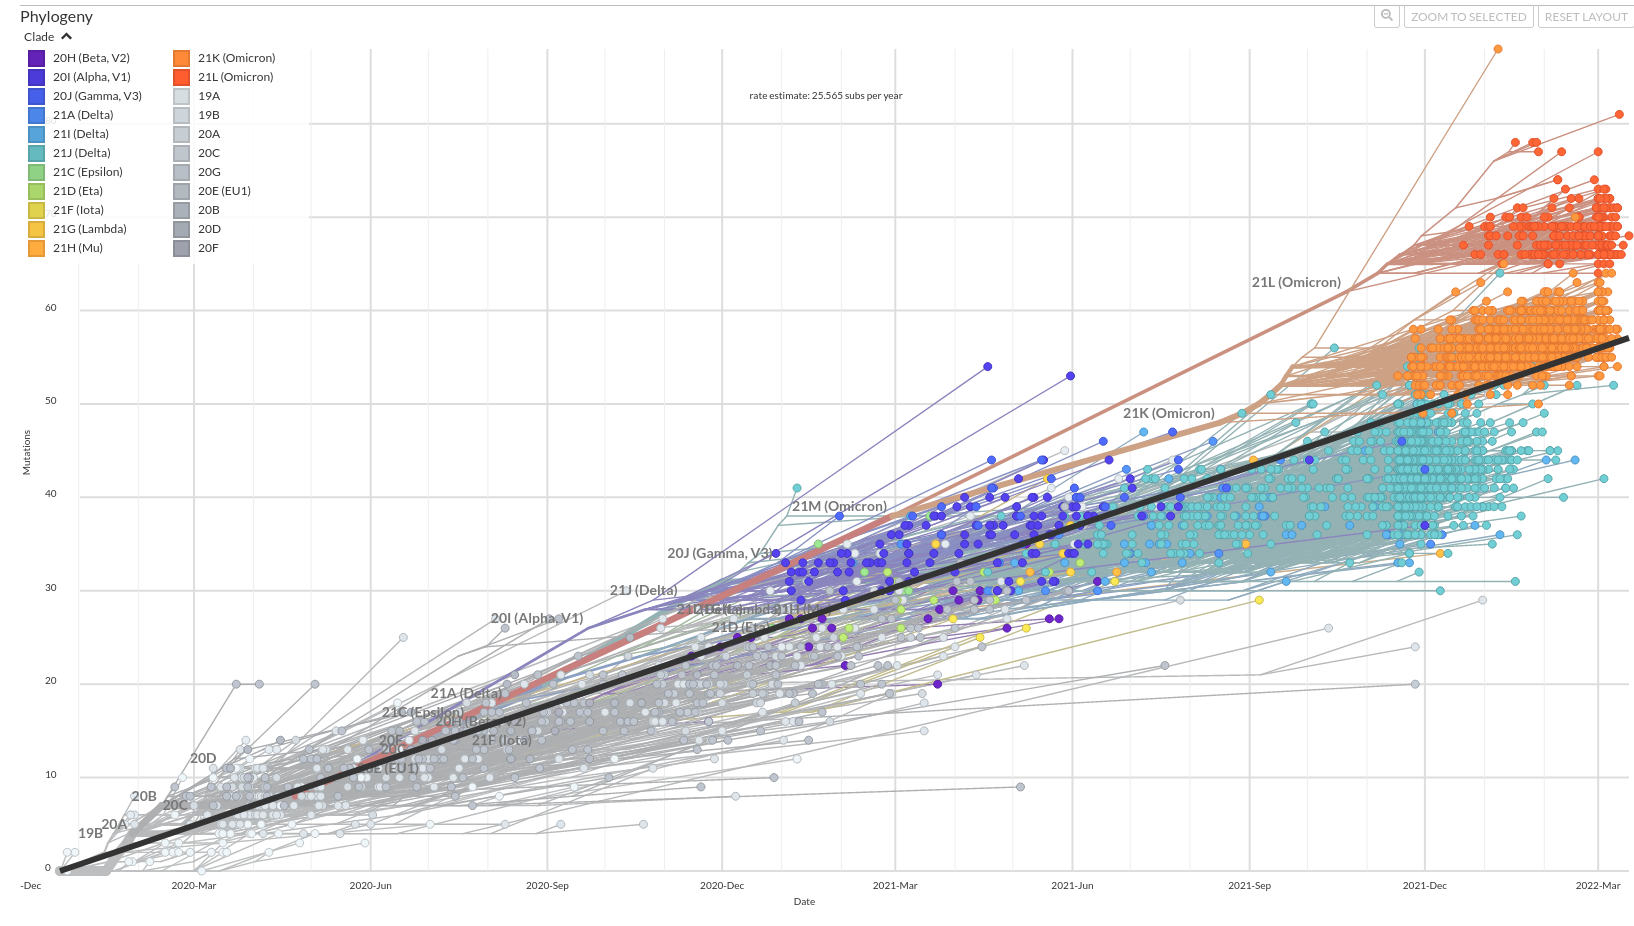 Phylogeny
ZOOM TO SELECTED
RESET LAYOUT
Clade
20H (Beta, V2)
20I (Alpha, V1)
20J (Gamma, V3)
21A (Delta)
21I (Delta)
21J (Delta)
21C (Epsilon)
21D (Eta)
21F (Iota)
21G (Lambda)
21H (Mu)
21K (Omicron)
21L (Omicron)
19A
19B
20A
20C
20G
20E (EU1)
20B
20D
20F
rate estimate: 25.565 subs per year
21L (Omicron)
21K (Omicron)
21M (Omicron)
20J (Gamma, V3)
21J (Delta)
20I (Alpha, V1)
21D (Eta)
21A (Delta)
21C (Epsilon)
20H (Beta, V2)
21F (Iota)
20D
20B
20C
20A
19B
60
50
40
30
20
10
0
Mutations
-Dec
2020-Mar
2020-Jun
2020-Sep
2020-Dec
2021-Mar
2021-Jun
2021-Sep
2021-Dec
2022-Mar
Date